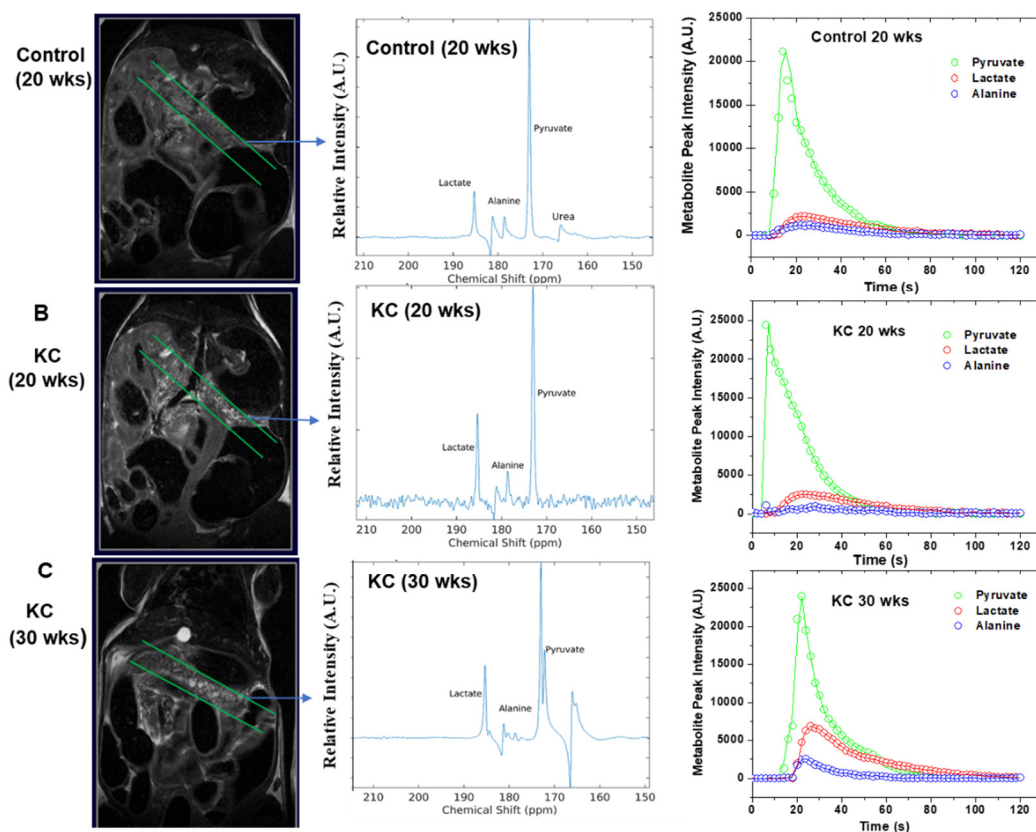 Control
(20 wks)
Control (20 wks)
Relative Intensity (A.U.)
Lactate
Alanine
Pyruvate
Urea
210 200 190 180 170 160 150
Chemical Shift (ppm)
Control 20 wks
Pyruvate
Lactate
Alanine
Metabolite Peak Intensity (A.U.)
25000
20000
15000
10000
5000
0
0 20 40 60 80 100 120
Time (s)
B
KC
(20 wks)
KC (20 wks)
Relative Intensity (A.U.)
Lactate
Alanine
Pyruvate
210 200 190 180 170 160 150
Chemical Shift (ppm)
KC 20 wks
Pyruvate
Lactate
Alanine
Metabolite Peak Intensity (A.U.)
25000
20000
15000
10000
5000
0
0 20 40 60 80 100 120
Time (s)
C
KC
(30 wks)
KC (30 wks)
Relative Intensity (A.U.)
Lactate
Alanine
Pyruvate
210 200 190 180 170 160 150
Chemical Shift (ppm)
KC 30 wks
Pyruvate
Lactate
Alanine
Metabolite Peak Intensity (A.U)
25000
20000
15000
10000
5000
0
0 20 40 60 80 100 120
Time (s)